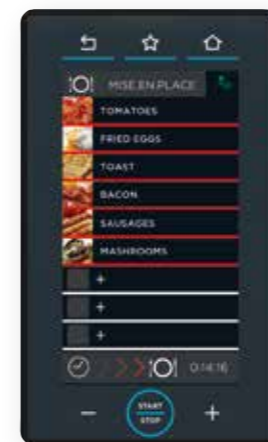 MISE EN PLACE
TOMATOES
FRIED EGGS
TOAST
BACON
SAUSAGES
MASHROOMS
+
+
+
0:14:16
− START STOP +